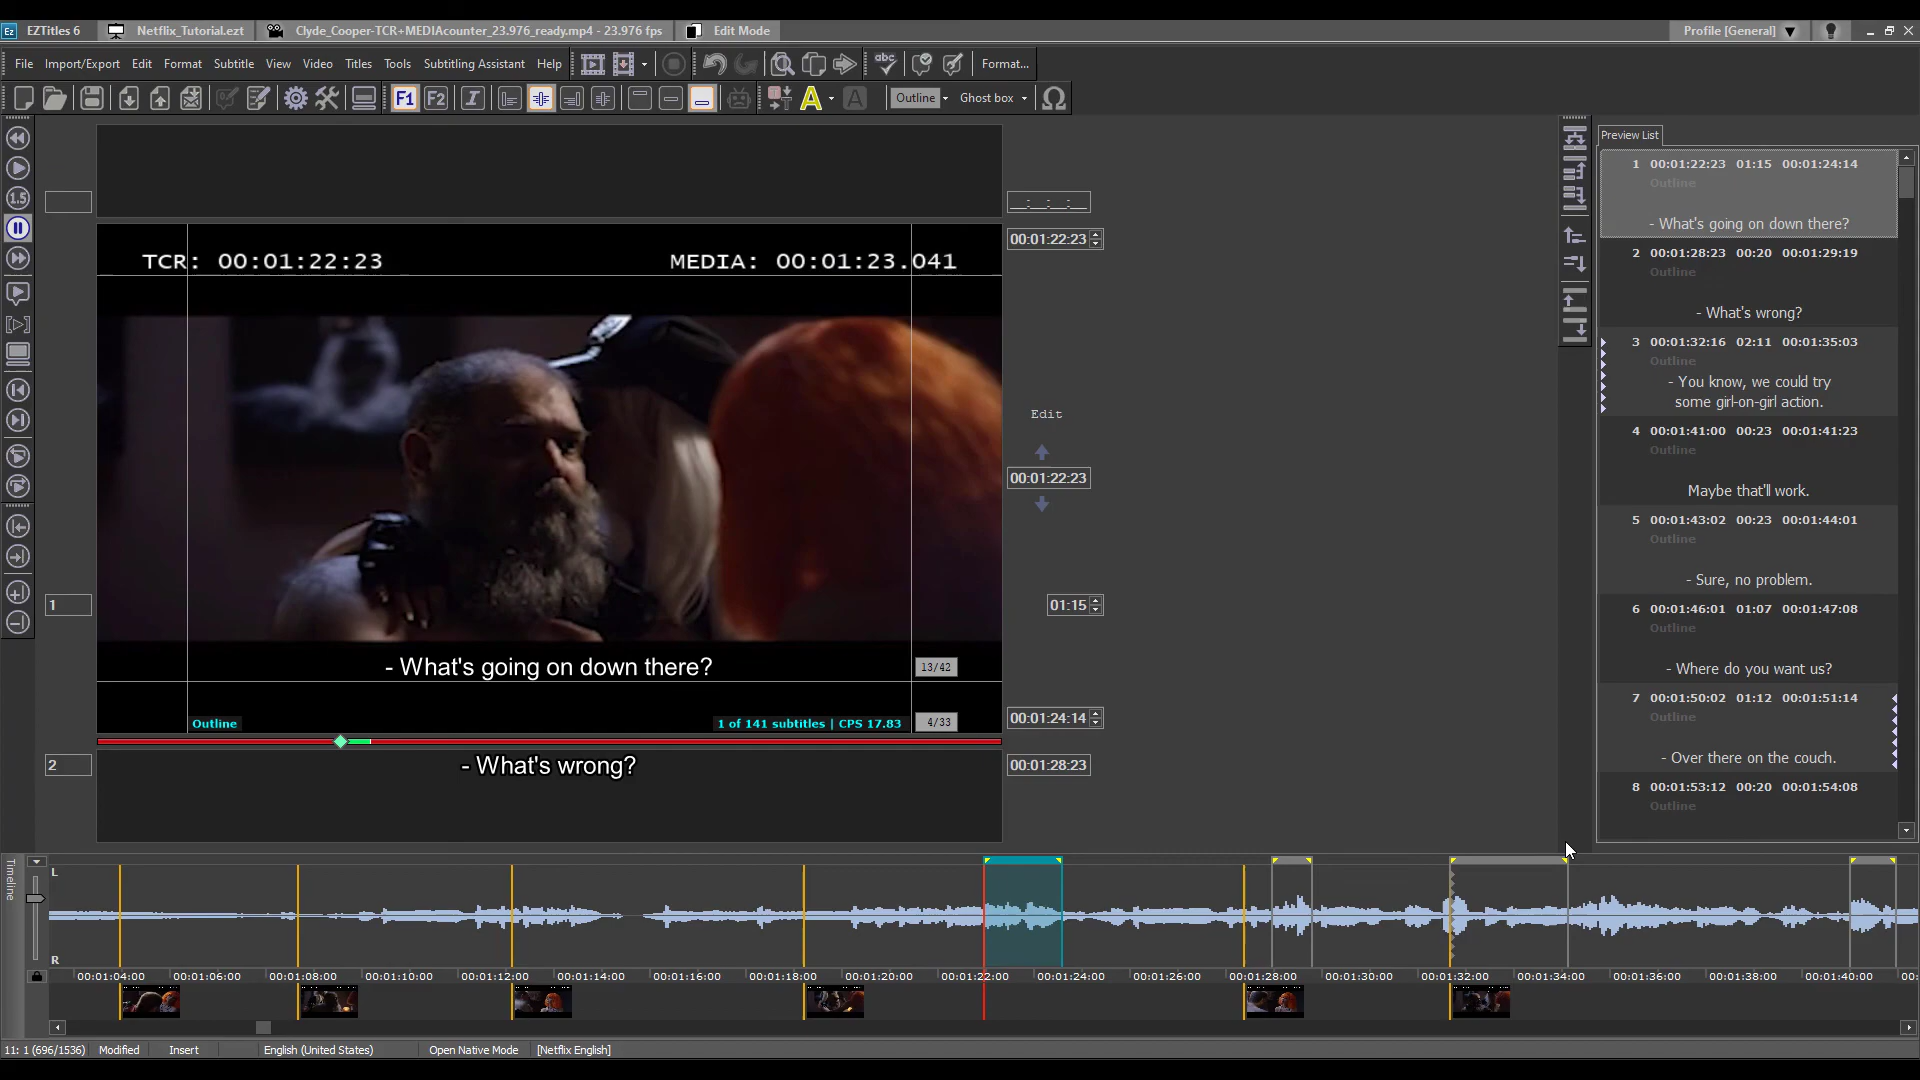 EZTitles 6
Netflix_Tutorial.ezt
Clyde_Cooper-TCR+MEDIAcounter_23.976_ready.mp4 - 23.976 fps
Edit Mode
Profile [General]
File Import/Export Edit Format Subtitle View Video Titles Tools Subtitling Assistant Help
Format...
F1 F2
Outline
Ghost box
1.5
__:__:__:__
00:01:22:23
TCR: 00:01:22:23
MEDIA: 00:01:23.041
Edit
00:01:22:23
1
01:15
- What's going on down there?
13/42
Outline
1 of 141 subtitles | CPS 17.83
4/33
00:01:24:14
2
- What's wrong?
00:01:28:23
Preview List
1 00:01:22:23 01:15 00:01:24:14
Outline
- What's going on down there?
2 00:01:28:23 00:20 00:01:29:19
Outline
- What's wrong?
3 00:01:32:16 02:11 00:01:35:03
Outline
- You know, we could try
some girl-on-girl action.
4 00:01:41:00 00:23 00:01:41:23
Outline
Maybe that'll work.
5 00:01:43:02 00:23 00:01:44:01
Outline
- Sure, no problem.
6 00:01:46:01 01:07 00:01:47:08
Outline
- Where do you want us?
7 00:01:50:02 01:12 00:01:51:14
Outline
- Over there on the couch.
8 00:01:53:12 00:20 00:01:54:08
Outline
Timeline
L
R
00:01:04:00 00:01:06:00 00:01:08:00 00:01:10:00 00:01:12:00 00:01:14:00 00:01:16:00 00:01:18:00 00:01:20:00 00:01:22:00 00:01:24:00 00:01:26:00 00:01:28:00 00:01:30:00 00:01:32:00 00:01:34:00 00:01:36:00 00:01:38:00 00:01:40:00 00:
11: 1 (696/1536) Modified Insert English (United States) Open Native Mode [Netflix English]